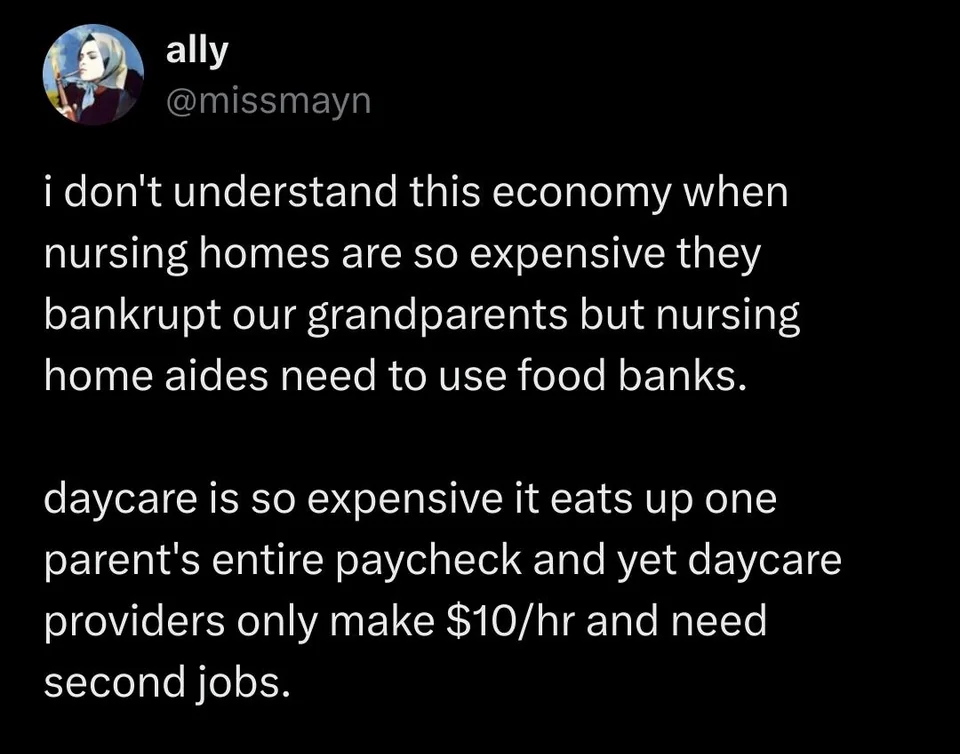 ally
@missmayn
i don't understand this economy when
nursing homes are so expensive they
bankrupt our grandparents but nursing
home aides need to use food banks.
daycare is so expensive it eats up one
parent's entire paycheck and yet daycare
providers only make $10/hr and need
second jobs.